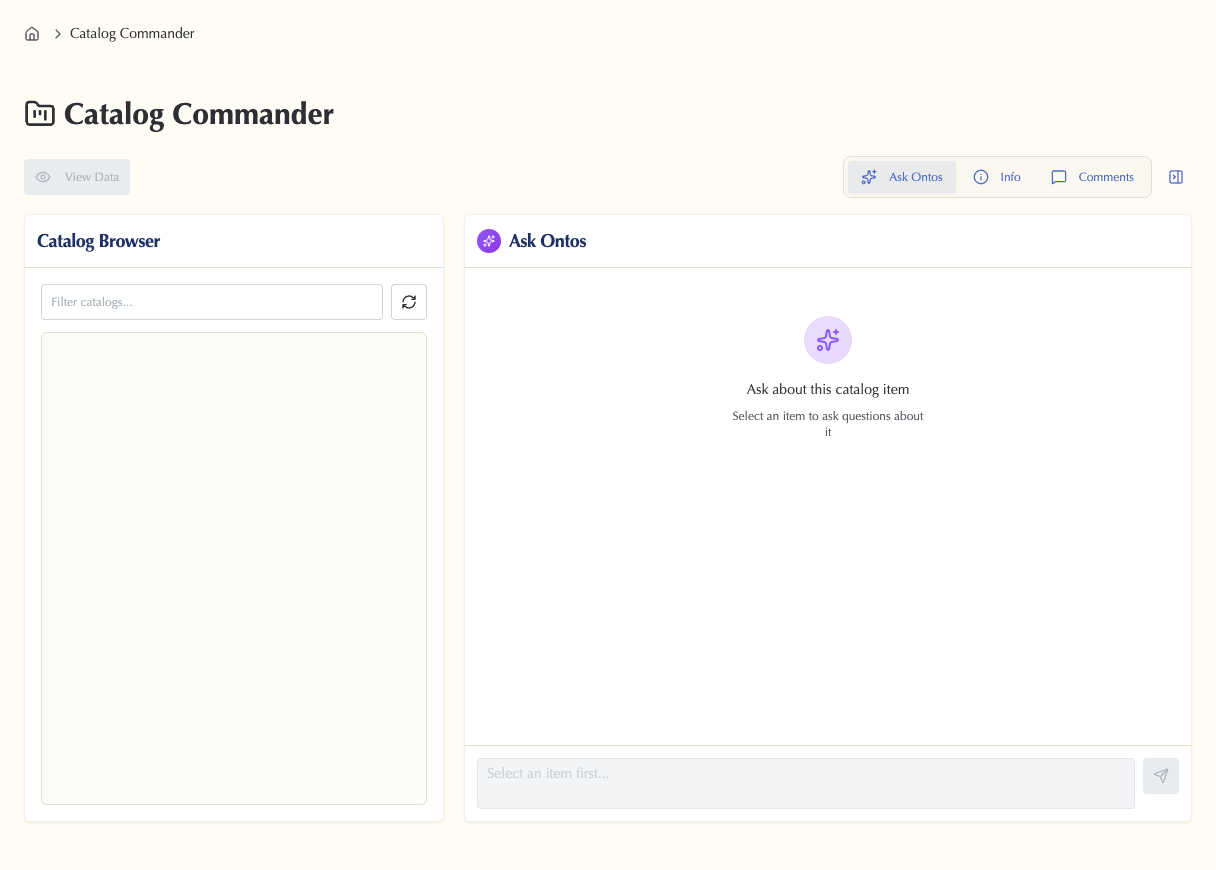 Catalog Commander
Catalog Commander
View Data
Ask Ontos
Info
Comments
Catalog Browser
Filter catalogs...
Ask Ontos
Ask about this catalog item
Select an item to ask questions about
it
Select an item first...